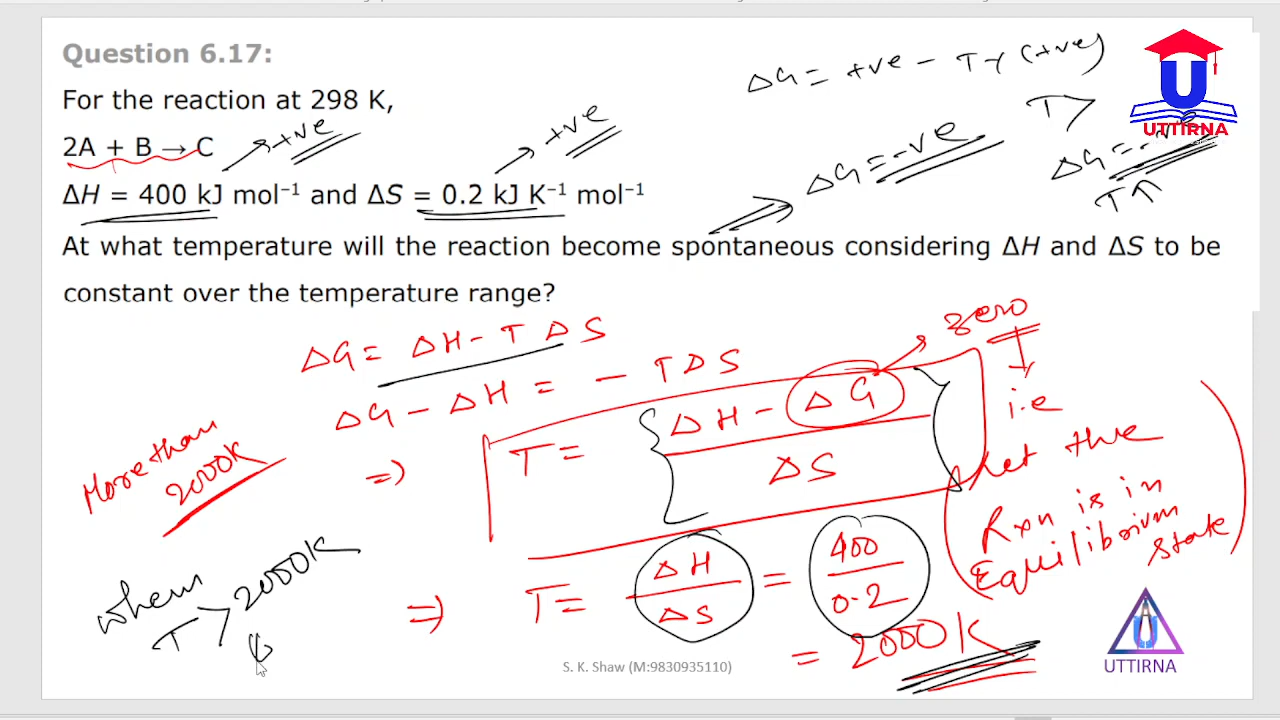 Question 6.17:
For the reaction at 298 K,
2A + B → C
+ve
+ve
ΔH = 400 kJ mol⁻¹ and ΔS = 0.2 kJ K⁻¹ mol⁻¹
ΔG = +ve - T × (+ve)
T >
ΔG = -ve
ΔG = -ve
T ↑
UTTIRNA
At what temperature will the reaction become spontaneous considering ΔH and ΔS to be
constant over the temperature range?
ΔG = ΔH - T ΔS
ΔG - ΔH = - T ΔS
zero
⇒ T = { ΔH - ΔG / ΔS }
i.e
let the
Rxn is in
Equilibrium
state
More than
2000K
⇒ T = ΔH / ΔS = 400 / 0.2
= 2000 K
when
T > 2000K
S. K. Shaw (M:9830935110)
UTTIRNA